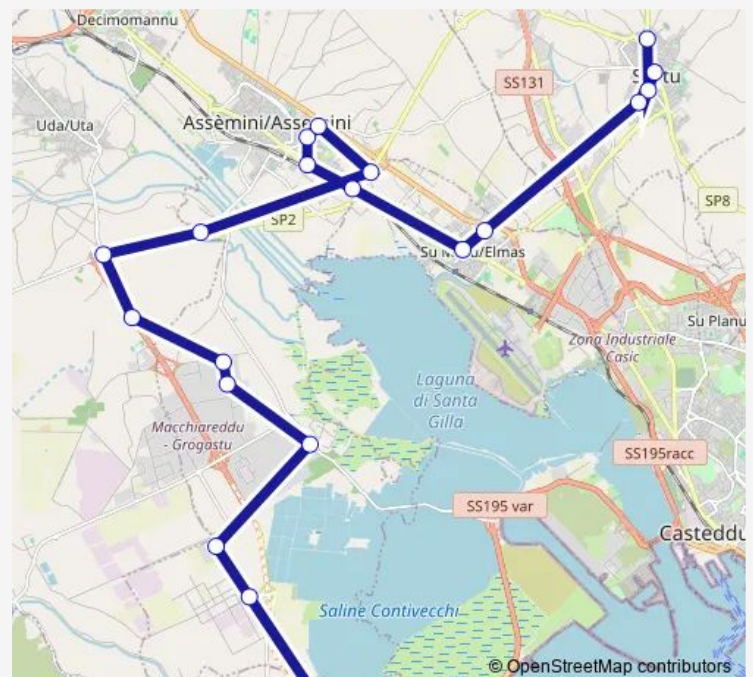 Decimomannu
SS131
Uda/Uta
Assèmini/Assemini
SP8
SP2
Su Planu
Zona Industriale
Casic
Laguna
di Santa
Gilla
Macchiareddu
- Grogastu
SS195racc
SS195 var
Casteddu
Saline Contivecchi
© OpenStreetMap contributors